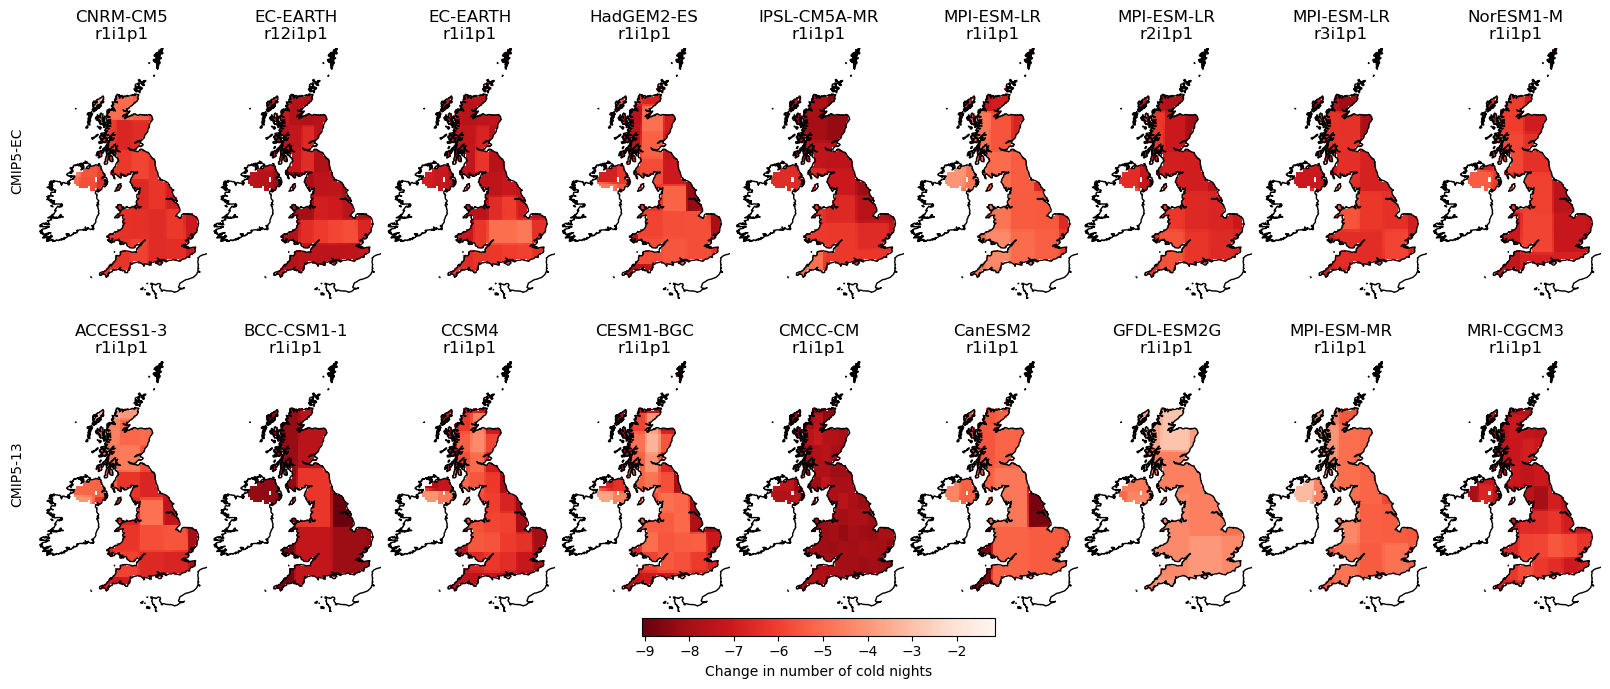 CNRM-CM5
r1i1p1
EC-EARTH
r12i1p1
EC-EARTH
r1i1p1
HadGEM2-ES
r1i1p1
IPSL-CM5A-MR
r1i1p1
MPI-ESM-LR
r1i1p1
MPI-ESM-LR
r2i1p1
MPI-ESM-LR
r3i1p1
NorESM1-M
r1i1p1
CMIP5-EC
ACCESS1-3
r1i1p1
BCC-CSM1-1
r1i1p1
CCSM4
r1i1p1
CESM1-BGC
r1i1p1
CMCC-CM
r1i1p1
CanESM2
r1i1p1
GFDL-ESM2G
r1i1p1
MPI-ESM-MR
r1i1p1
MRI-CGCM3
r1i1p1
CMIP5-13
−9 −8 −7 −6 −5 −4 −3 −2
Change in number of cold nights